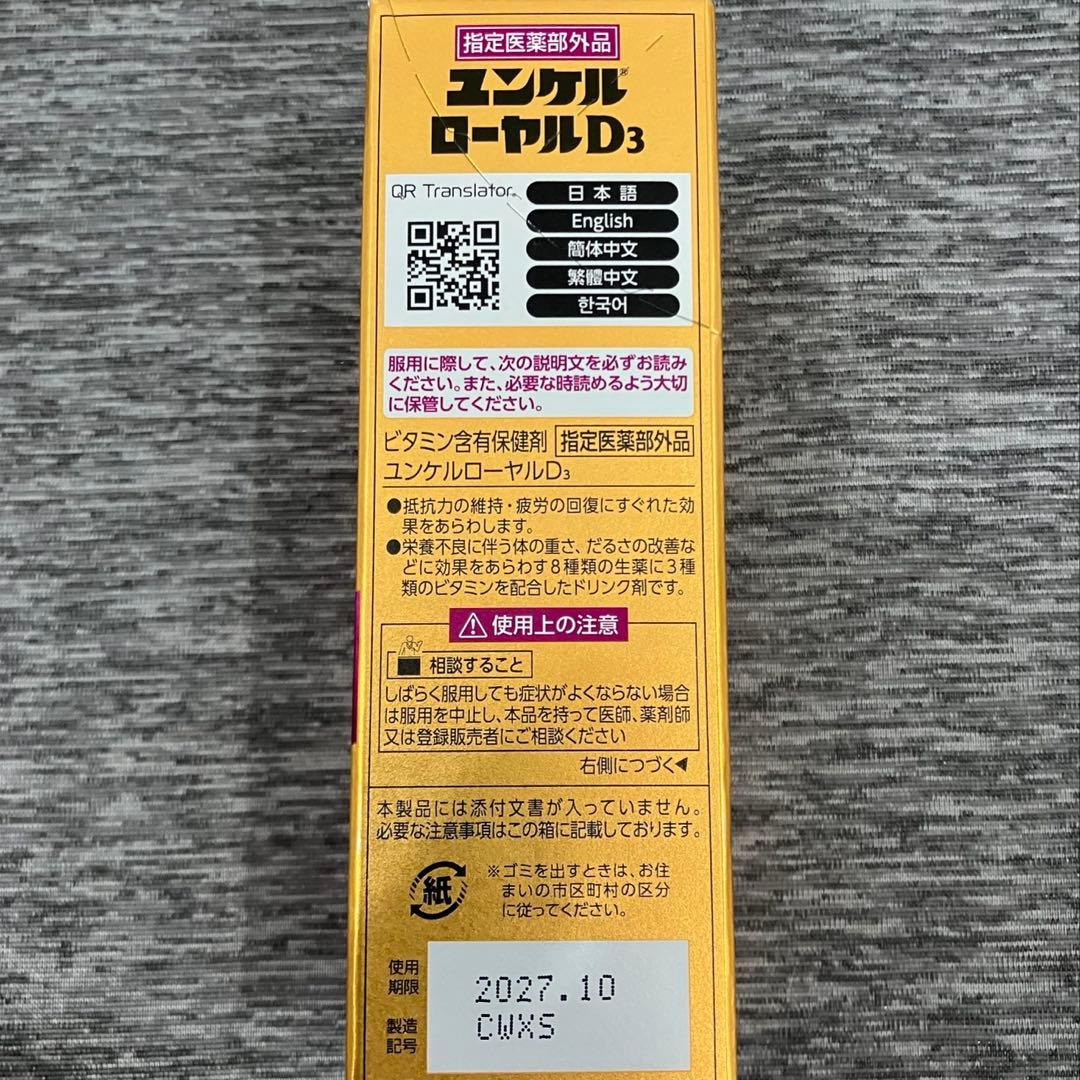 指定医薬部外品
ユンケル®
ローヤルD3
QR Translator®
日本語
English
简体中文
繁體中文
한국어
服用に際して、次の説明文を必ずお読み
ください。また、必要な時読めるよう大切
に保管してください。
ビタミン含有保健剤 指定医薬部外品
ユンケルローヤルD3
●抵抗力の維持・疲労の回復にすぐれた効
果をあらわします。
●栄養不良に伴う体の重さ、だるさの改善な
どに効果をあらわす8種類の生薬に3種
類のビタミンを配合したドリンク剤です。
使用上の注意
相談すること
しばらく服用しても症状がよくならない場合
は服用を中止し、本品を持って医師、薬剤師
又は登録販売者にご相談ください
右側につづく◀
本製品には添付文書が入っていません。
必要な注意事項はこの箱に記載しております。
紙
※ゴミを出すときは、お住
まいの市区町村の区分
に従ってください。
使用
期限
2027.10
製造
記号
CWXS